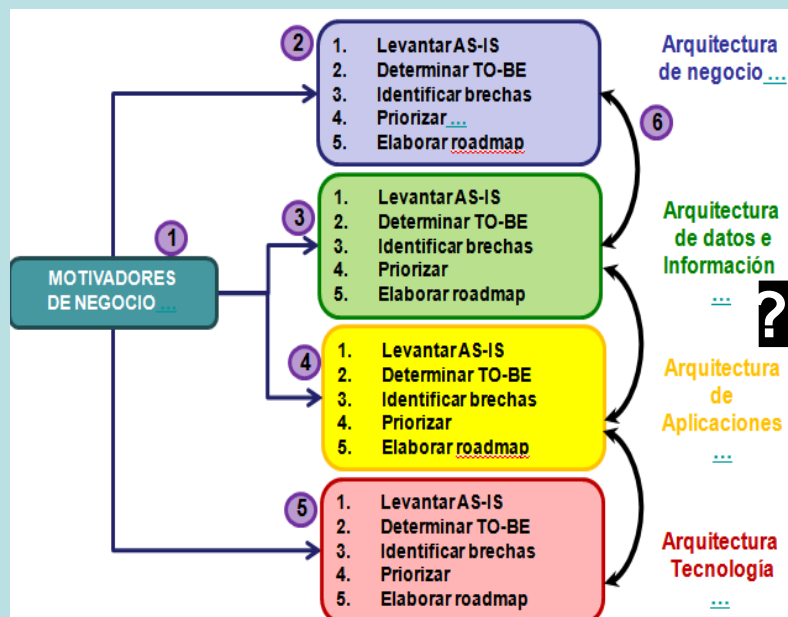 2
1. Levantar AS-IS
2. Determinar TO-BE
3. Identificar brechas
4. Priorizar ...
5. Elaborar roadmap
Arquitectura
de negocio ...
6
1
MOTIVADORES
DE NEGOCIO ...
3
1. Levantar AS-IS
2. Determinar TO-BE
3. Identificar brechas
4. Priorizar
5. Elaborar roadmap
Arquitectura
de datos e
Información
...
?
4
1. Levantar AS-IS
2. Determinar TO-BE
3. Identificar brechas
4. Priorizar
5. Elaborar roadmap
Arquitectura
de
Aplicaciones
...
5
1. Levantar AS-IS
2. Determinar TO-BE
3. Identificar brechas
4. Priorizar
5. Elaborar roadmap
Arquitectura
Tecnología
...